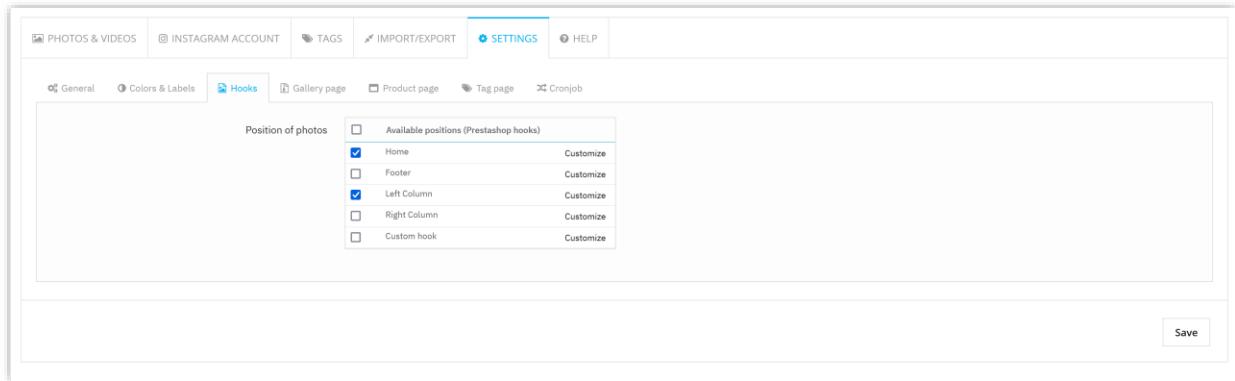 PHOTOS & VIDEOS INSTAGRAM ACCOUNT TAGS IMPORT/EXPORT SETTINGS HELP
General Colors & Labels Hooks Gallery page Product page Tag page Cronjob
Position of photos Available positions (Prestashop hooks)
Home Customize
Footer
Left Column Customize
Right Column Customize
Custom hook Customize
Save